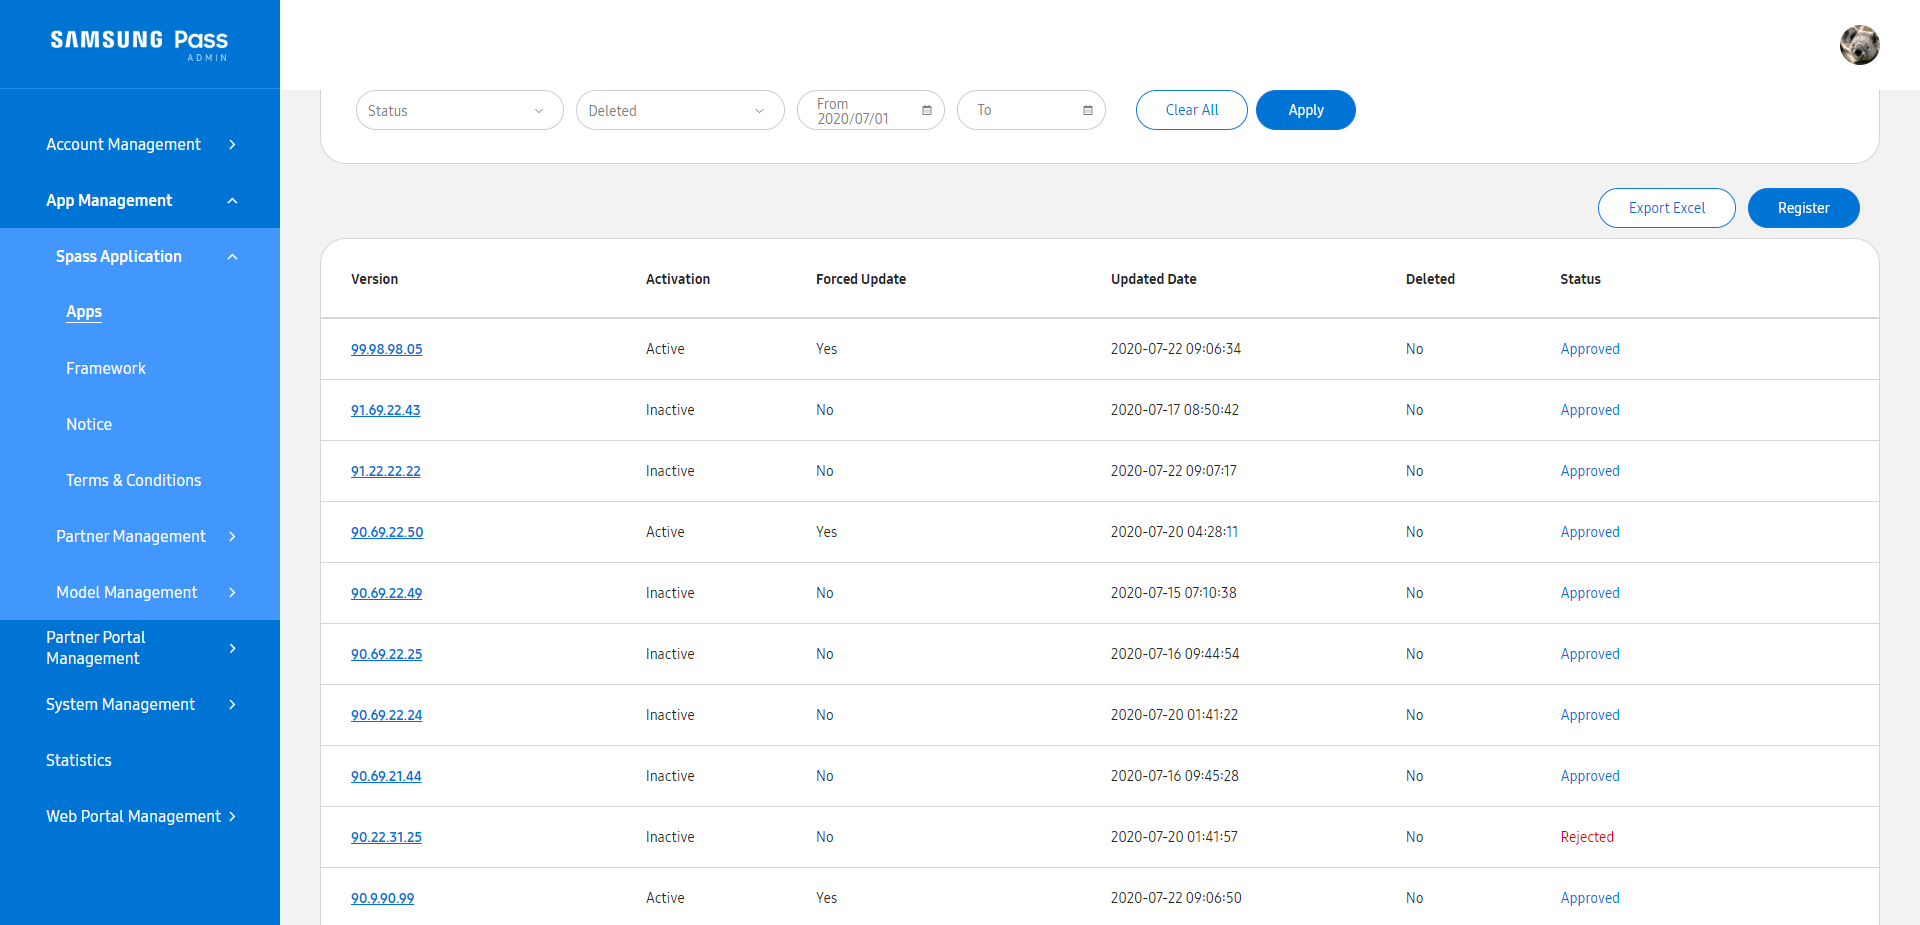 SAMSUNG Pass
ADMIN
Account Management
App Management
Spass Application
Apps
Framework
Notice
Terms & Conditions
Partner Management
Model Management
Partner Portal
Management
System Management
Statistics
Web Portal Management
Status
Deleted
From
2020/07/01
To
Clear All
Apply
Export Excel
Register
Version Activation Forced Update Updated Date Deleted Status
99.98.98.05 Active Yes 2020-07-22 09:06:34 No Approved
91.69.22.43 Inactive No 2020-07-17 08:50:42 No Approved
91.22.22.22 Inactive No 2020-07-22 09:07:17 No Approved
90.69.22.50 Active Yes 2020-07-20 04:28:11 No Approved
90.69.22.49 Inactive No 2020-07-15 07:10:38 No Approved
90.69.22.25 Inactive No 2020-07-16 09:44:54 No Approved
90.69.22.24 Inactive No 2020-07-20 01:41:22 No Approved
90.69.21.44 Inactive No 2020-07-16 09:45:28 No Approved
90.22.31.25 Inactive No 2020-07-20 01:41:57 No Rejected
90.9.90.99 Active Yes 2020-07-22 09:06:50 No Approved